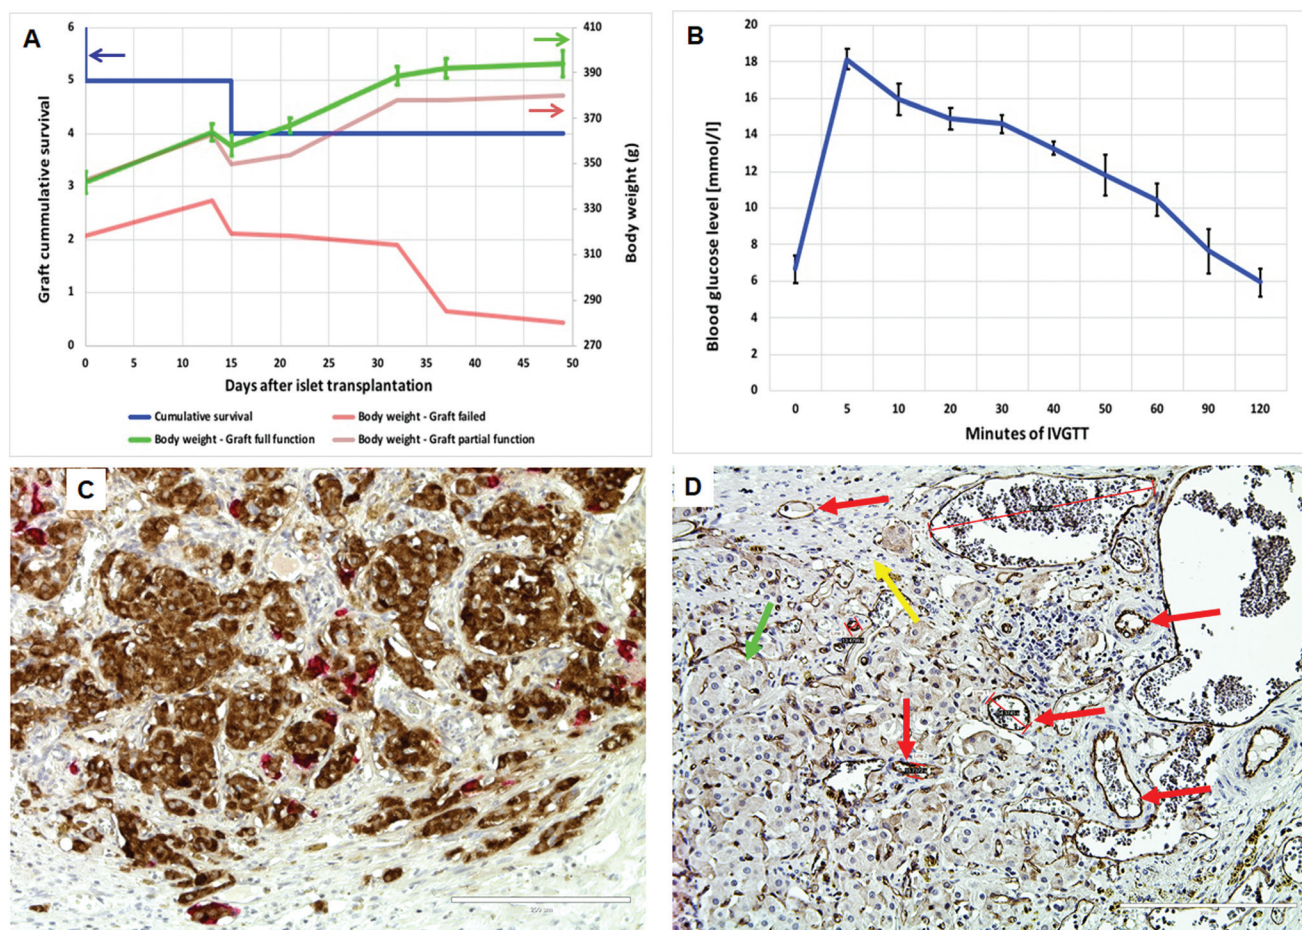 A
6
5
4
3
2
1
0
Graft cummulative survival
410
390
370
350
330
310
290
270
Body weight (g)
0 5 10 15 20 25 30 35 40 45 50
Days after islet transplantation
Cumulative survival
Body weight - Graft failed
Body weight - Graft full function
Body weight - Graft partial function
B
20
18
16
14
12
10
8
6
4
2
0
Blood glucose level [mmol/l]
0 5 10 20 30 40 50 60 90 120
Minutes of IVGTT
C
D